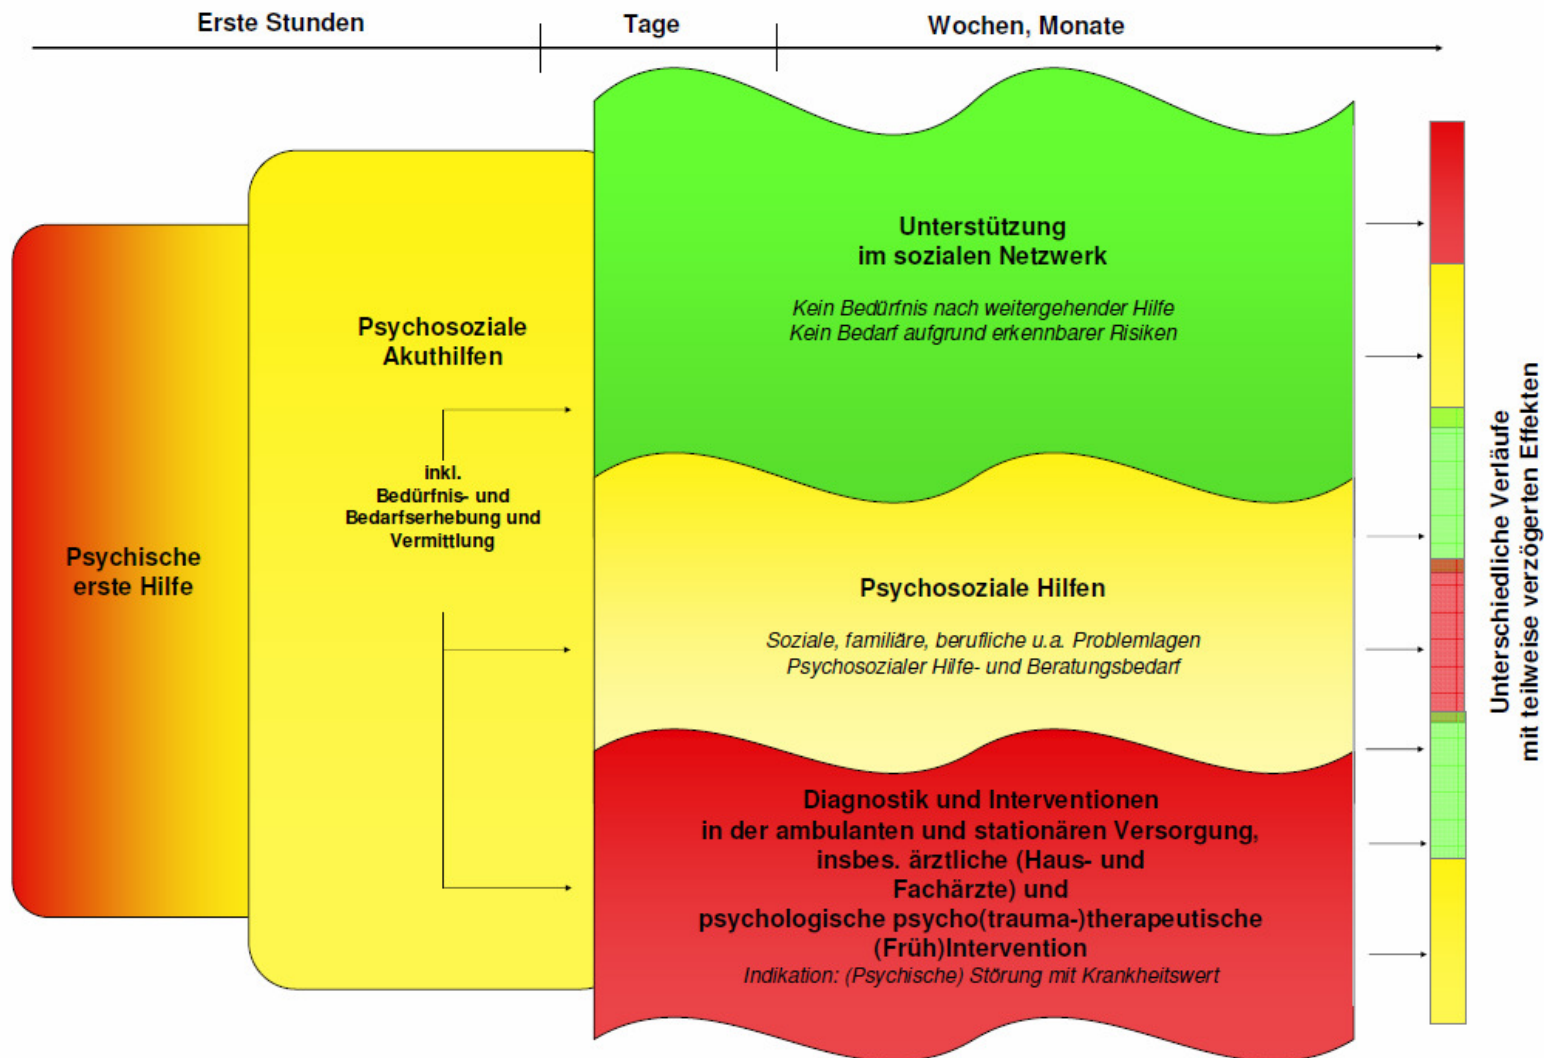 Erste Stunden
Tage
Wochen, Monate
Psychische
erste Hilfe
Psychosoziale
Akuthilfen
inkl.
Bedürfnis- und
Bedarfserhebung und
Vermittlung
Unterstützung
im sozialen Netzwerk
Kein Bedürfnis nach weitergehender Hilfe
Kein Bedarf aufgrund erkennbarer Risiken
Psychosoziale Hilfen
Soziale, familiäre, berufliche u.a. Problemlagen
Psychosozialer Hilfe- und Beratungsbedarf
Diagnostik und Interventionen
in der ambulanten und stationären Versorgung,
insbes. ärztliche (Haus- und
Fachärzte) und
psychologische psycho(trauma-)therapeutische
(Früh)Intervention
Indikation: (Psychische) Störung mit Krankheitswert
Unterschiedliche Verläufe
mit teilweise verzögerten Effekten